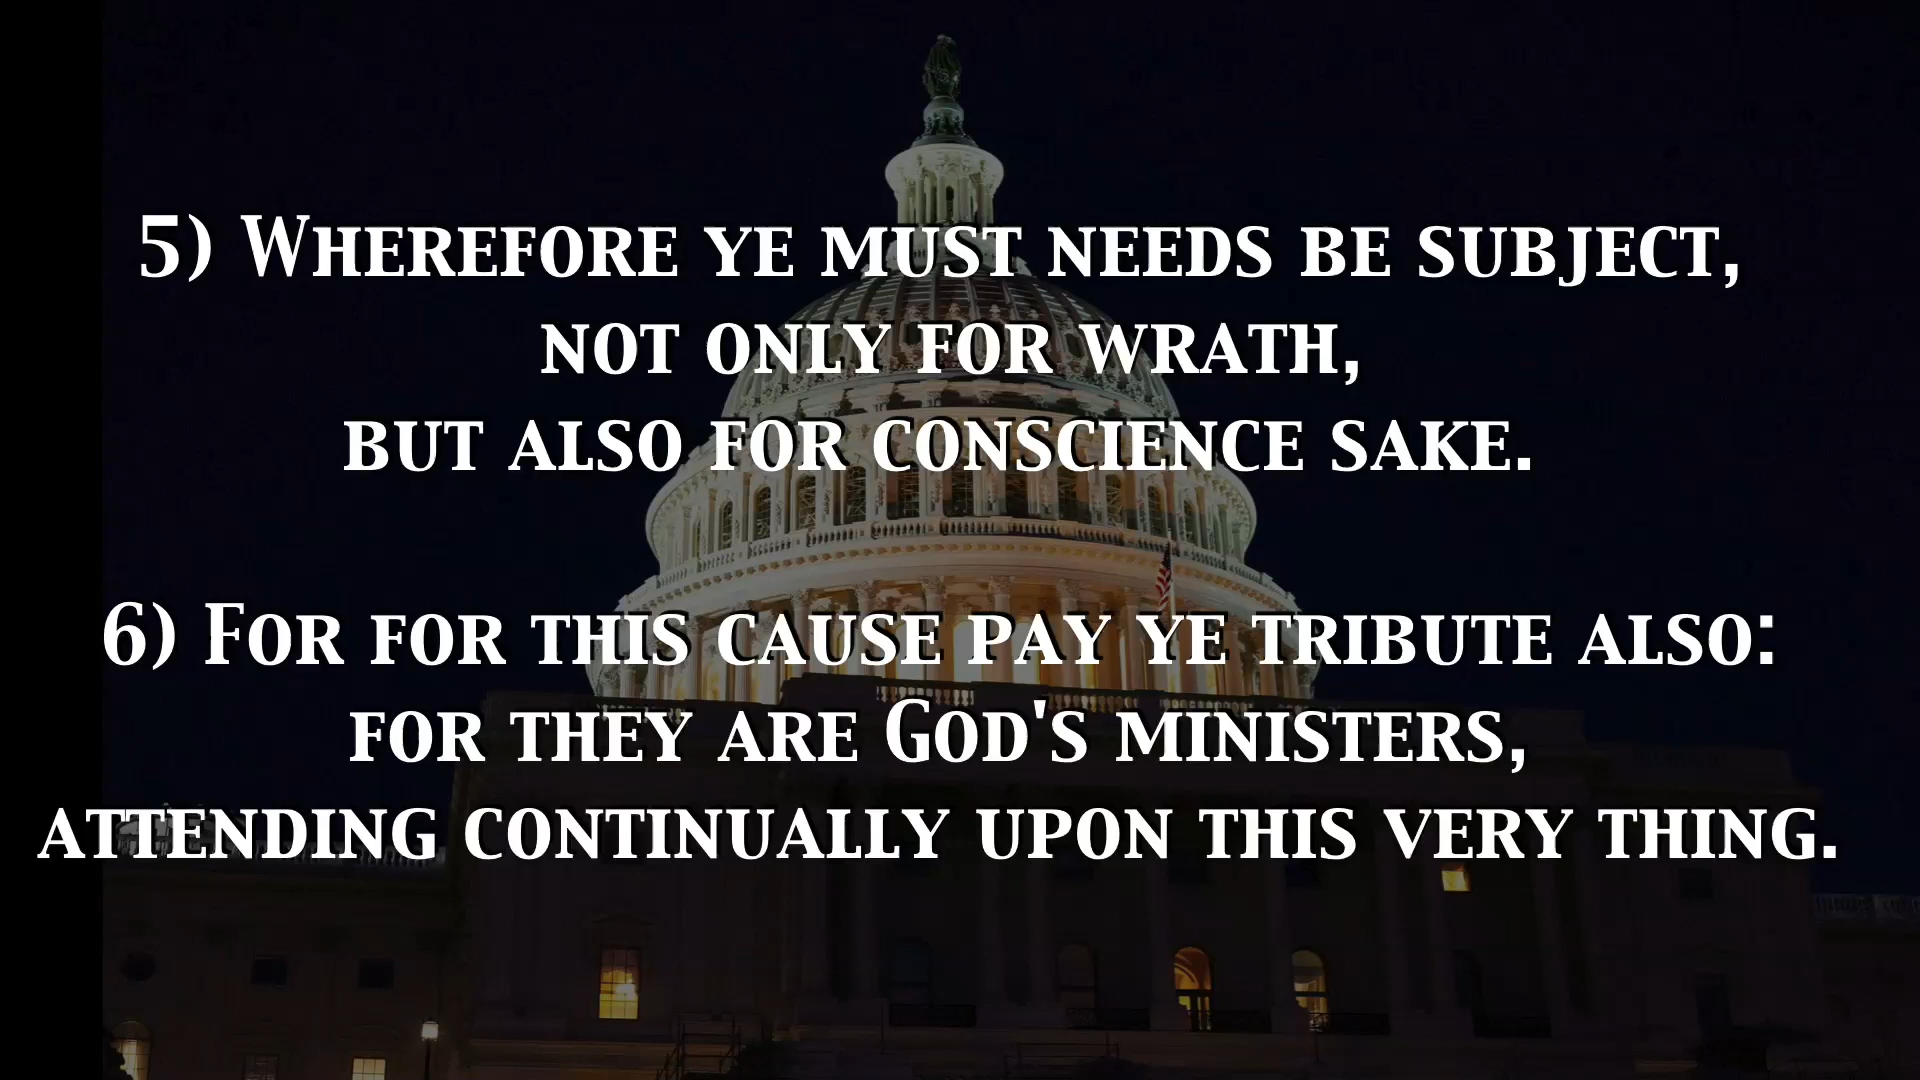 5) Wherefore ye must needs be subject,
not only for wrath,
but also for conscience sake.
6) For for this cause pay ye tribute also:
for they are God's ministers,
attending continually upon this very thing.